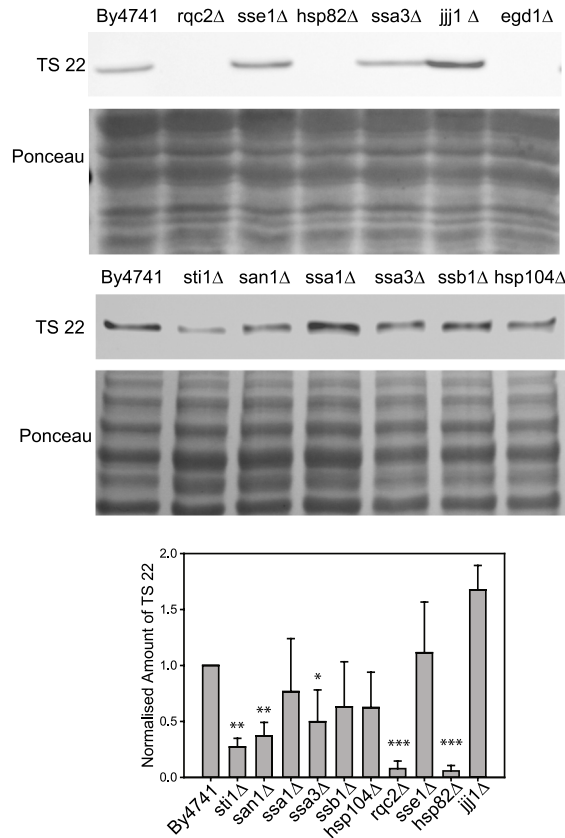 By4741 rqc2Δ sse1Δ hsp82Δ ssa3Δ jjj1 Δ egd1Δ
TS 22
Ponceau
By4741 sti1Δ san1Δ ssa1Δ ssa3Δ ssb1Δ hsp104Δ
TS 22
Ponceau
Normalised Amount of TS 22
2.0
1.5
1.0
0.5
0.0
** ** * *** ***
By4741 sti1Δ san1Δ ssa1Δ ssa3Δ ssb1Δ hsp104Δ rqc2Δ sse1Δ hsp82Δ jjj1Δ